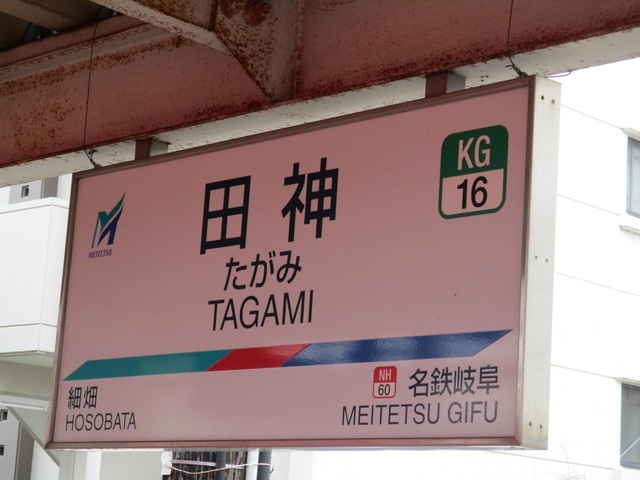 KG
16
MEITETSU
田神
たがみ
TAGAMI
細畑
HOSOBATA
NH
60
名鉄岐阜
MEITETSU GIFU